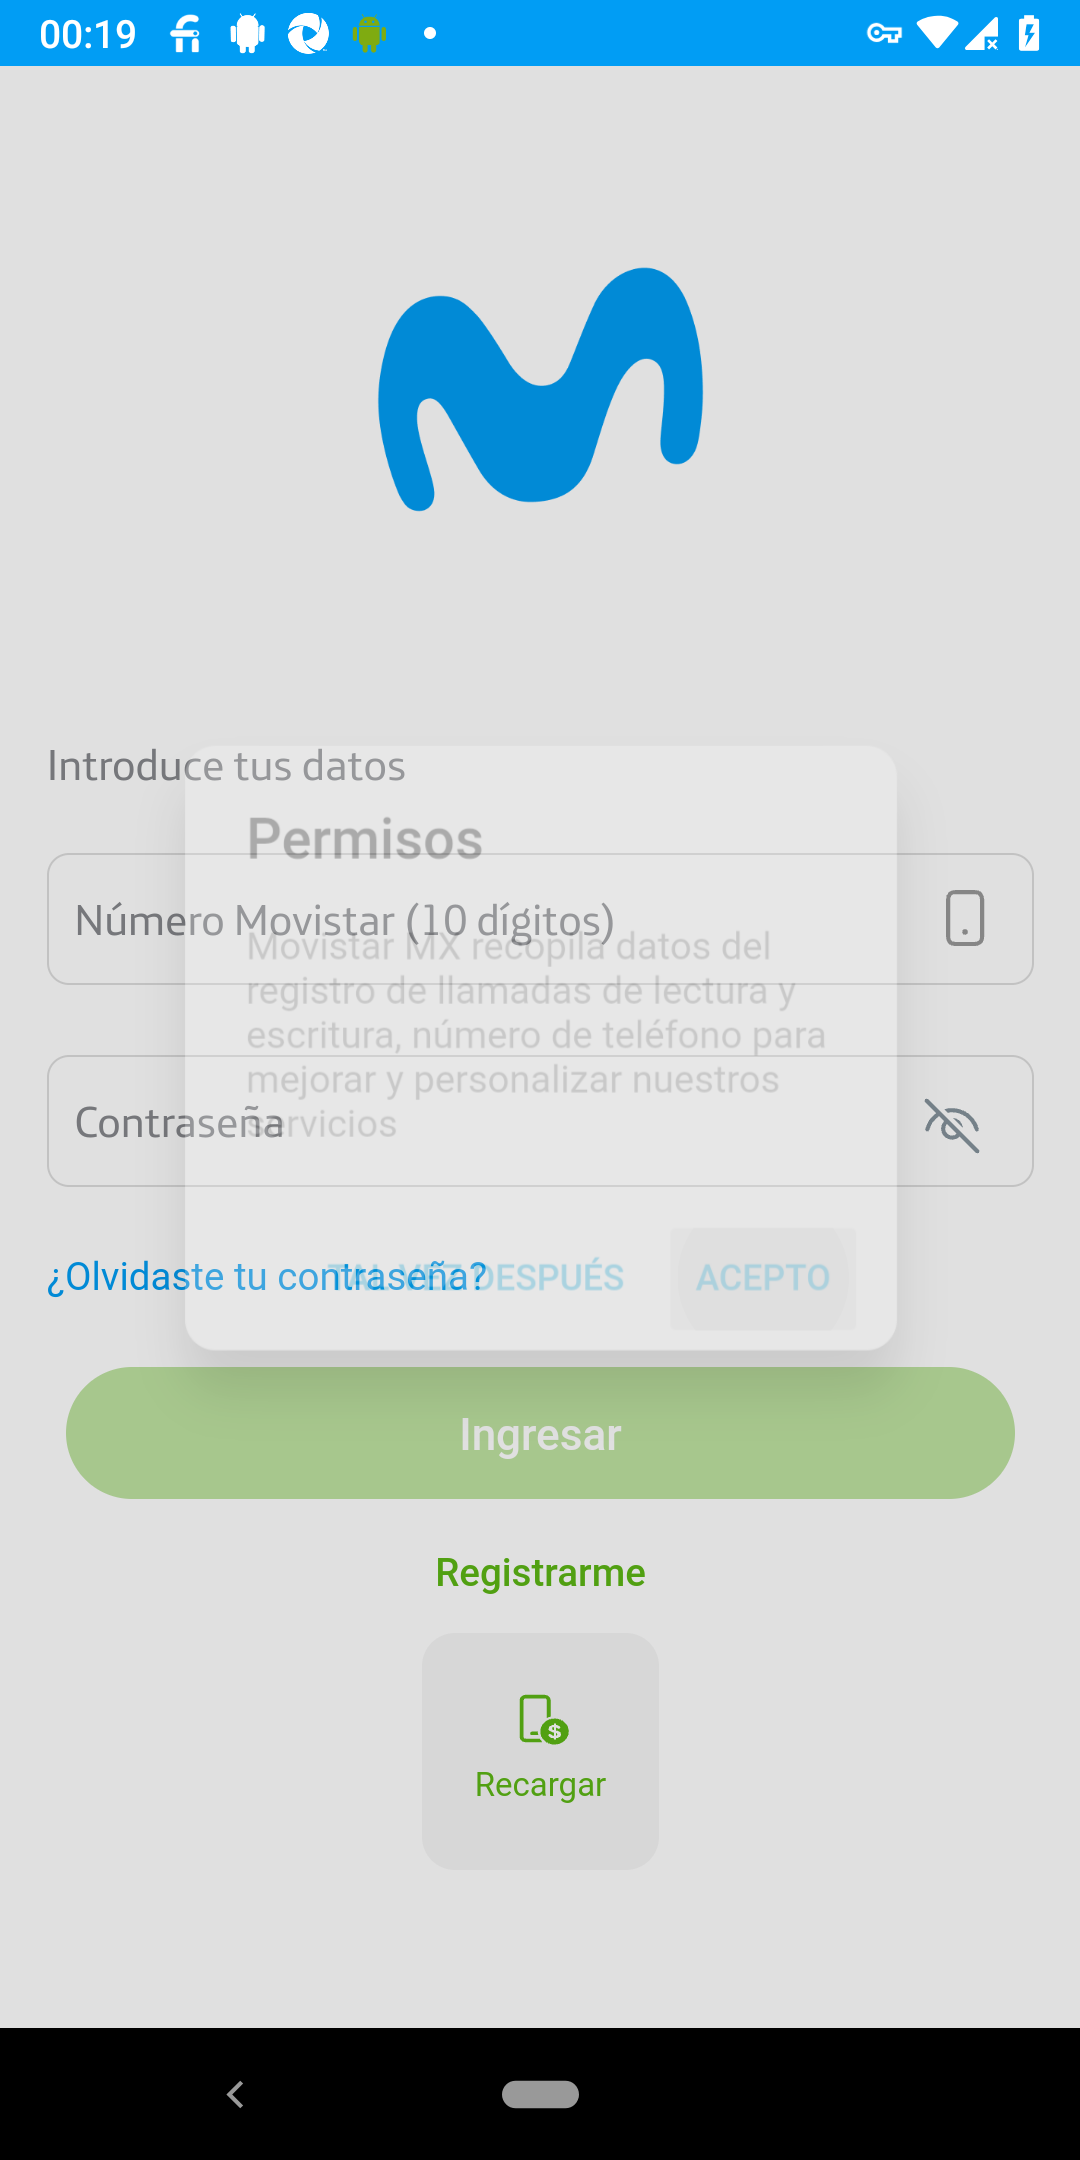 00:19
Introduce tus datos
Permisos
Número Movistar (10 dígitos)
Movistar MX recopila datos del
registro de llamadas de lectura y
escritura, número de teléfono para
mejorar y personalizar nuestros
servicios
Contraseña
¿Olvidaste tu contraseña?
TAL VEZ DESPUÉS
ACEPTO
Ingresar
Registrarme
$
Recargar